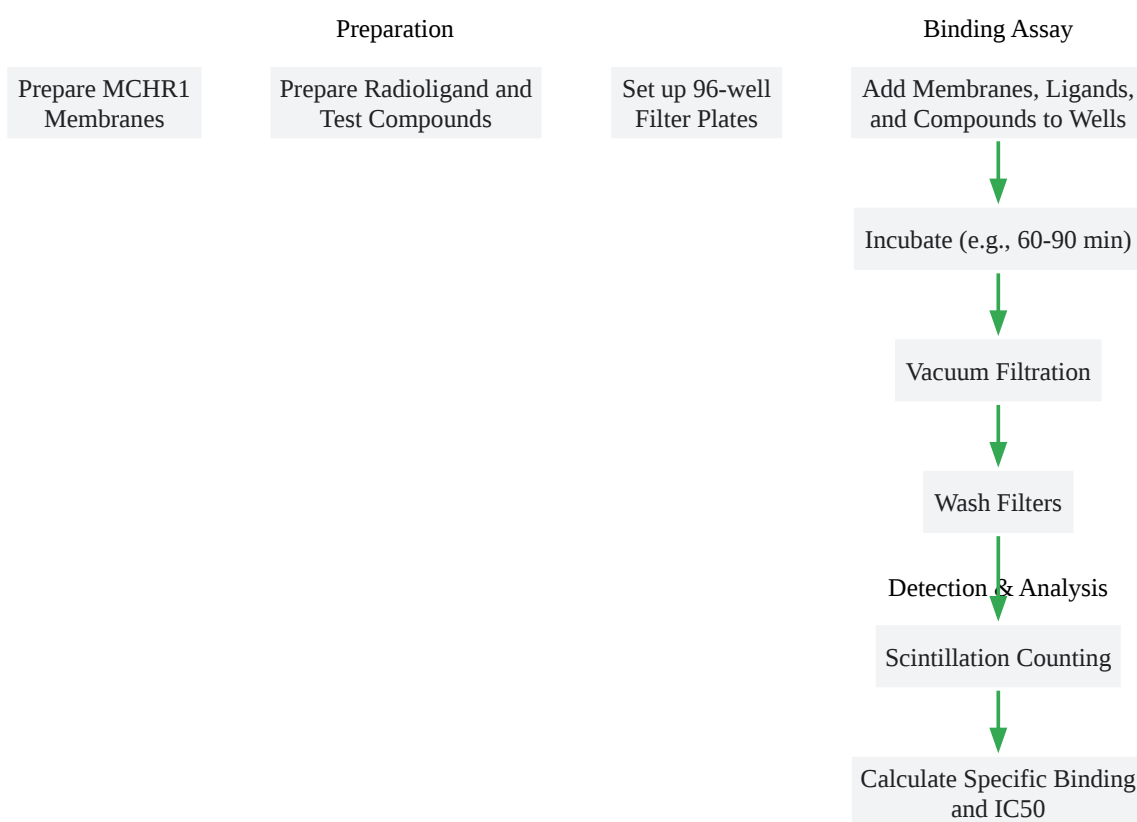 Preparation
Prepare MCHR1
Membranes
Prepare Radioligand and
Test Compounds
Set up 96-well
Filter Plates
Binding Assay
Add Membranes, Ligands,
and Compounds to Wells
Incubate (e.g., 60-90 min)
Vacuum Filtration
Wash Filters
Detection & Analysis
Scintillation Counting
Calculate Specific Binding
and IC50